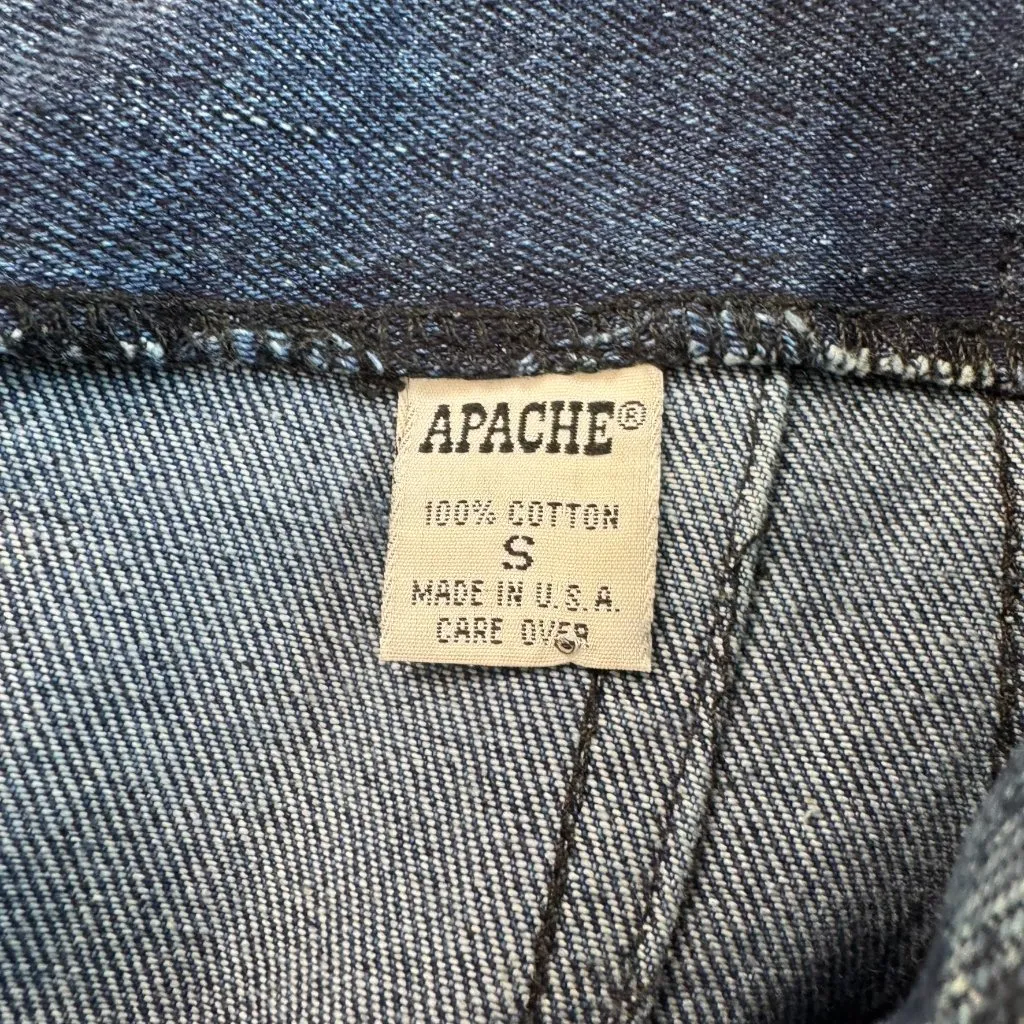 APACHE®
100% COTTON
S
MADE IN U.S.A.
CARE OVER